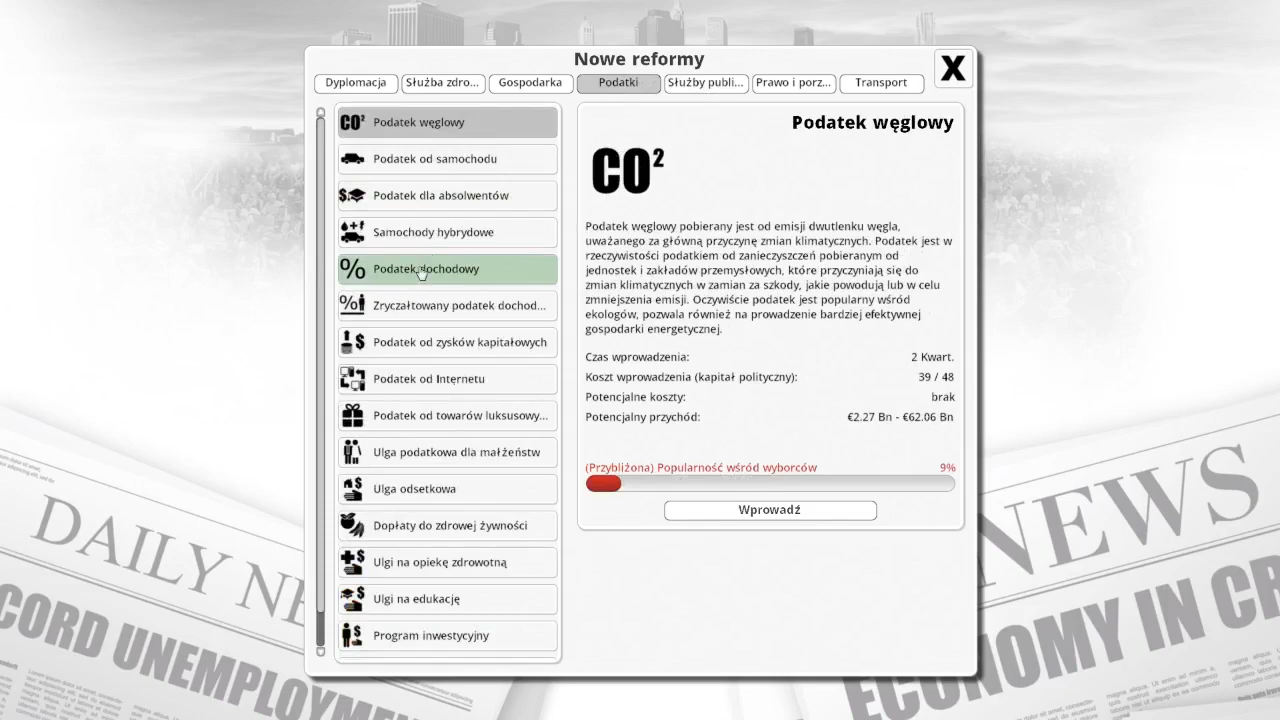 Nowe reformy
X
Dyplomacja
Służba zdro...
Gospodarka
Podatki
Służby publi...
Prawo i porz...
Transport
CO² Podatek węglowy
Podatek od samochodu
Podatek dla absolwentów
Samochody hybrydowe
% Podatek dochodowy
Zryczałtowany podatek dochod...
Podatek od zysków kapitałowych
Podatek od Internetu
Podatek od towarów luksusowy...
Ulga podatkowa dla małżeństw
Ulga odsetkowa
Dopłaty do zdrowej żywności
Ulgi na opiekę zdrowotną
Ulgi na edukację
Program inwestycyjny
Podatek węglowy
CO²
Podatek węglowy pobierany jest od emisji dwutlenku węgla,
uważanego za główną przyczynę zmian klimatycznych. Podatek jest w
rzeczywistości podatkiem od zanieczyszczeń pobieranym od
jednostek i zakładów przemysłowych, które przyczyniają się do
zmian klimatycznych w zamian za szkody, jakie powodują lub w celu
zmniejszenia emisji. Oczywiście podatek jest popularny wśród
ekologów, pozwala również na prowadzenie bardziej efektywnej
gospodarki energetycznej.
Czas wprowadzenia: 2 Kwart.
Koszt wprowadzenia (kapitał polityczny): 39 / 48
Potencjalne koszty: brak
Potencjalny przychód: €2.27 Bn - €62.06 Bn
(Przybliżona) Popularność wśród wyborców 9%
Wprowadź
DAILY NE
CORD UNEMPLOYM
NEWS
ECONOMY IN CR